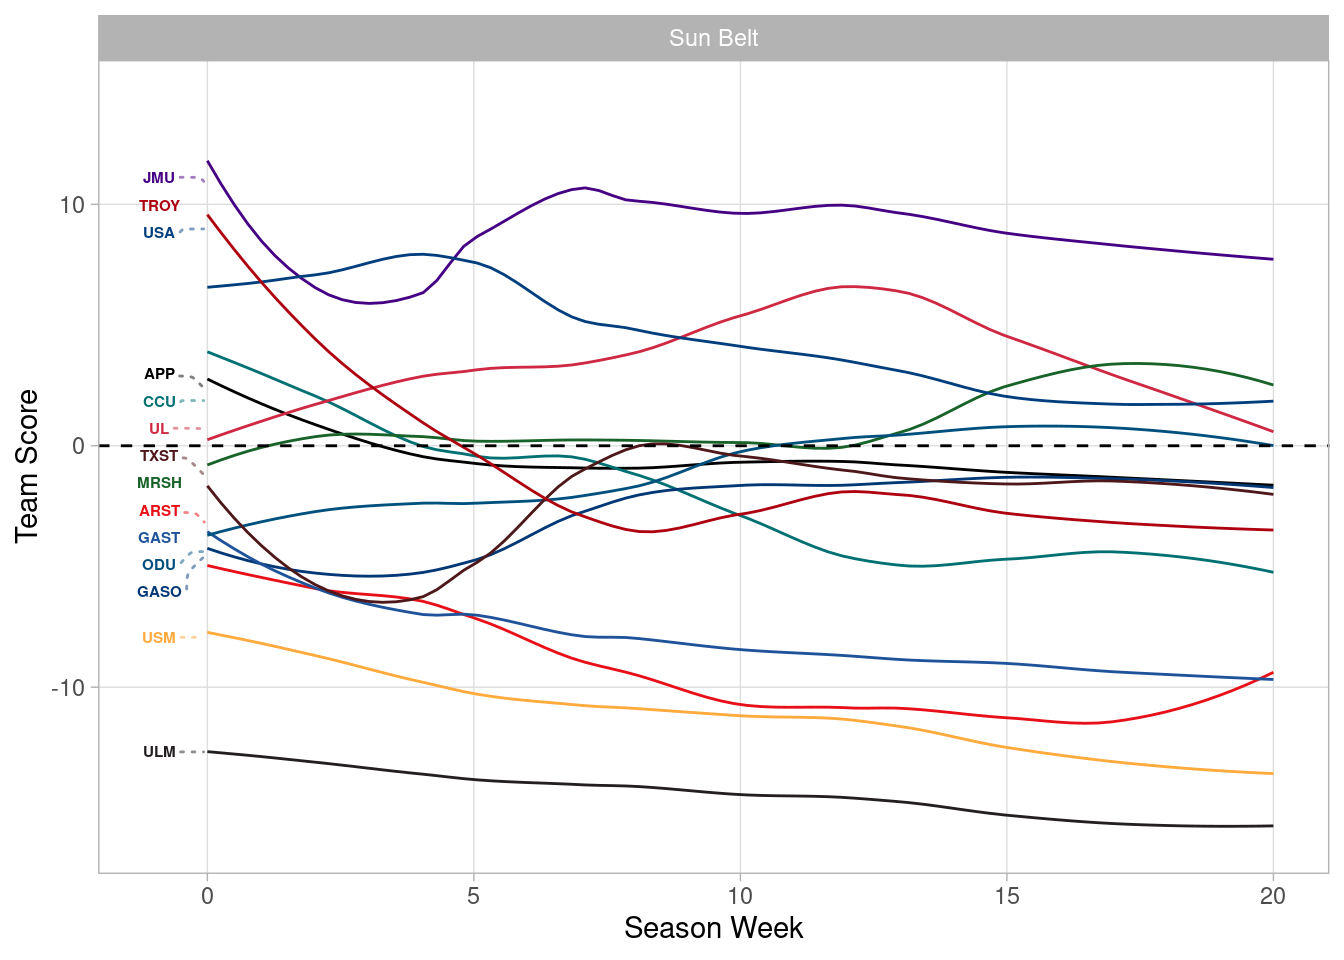 Sun Belt
Team Score
10
0
-10
JMU
TROY
USA
APP
CCU
UL
TXST
MRSH
ARST
GAST
ODU
GASO
USM
ULM
0 5 10 15 20
Season Week